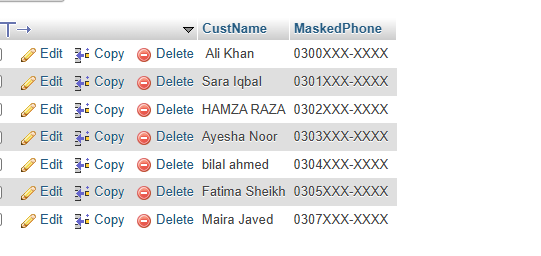 CustName MaskedPhone
Edit Copy Delete Ali Khan 0300XXX-XXXX
Edit Copy Delete Sara Iqbal 0301XXX-XXXX
Edit Copy Delete HAMZA RAZA 0302XXX-XXXX
Edit Copy Delete Ayesha Noor 0303XXX-XXXX
Edit Copy Delete bilal ahmed 0304XXX-XXXX
Edit Copy Delete Fatima Sheikh 0305XXX-XXXX
Edit Copy Delete Maira Javed 0307XXX-XXXX